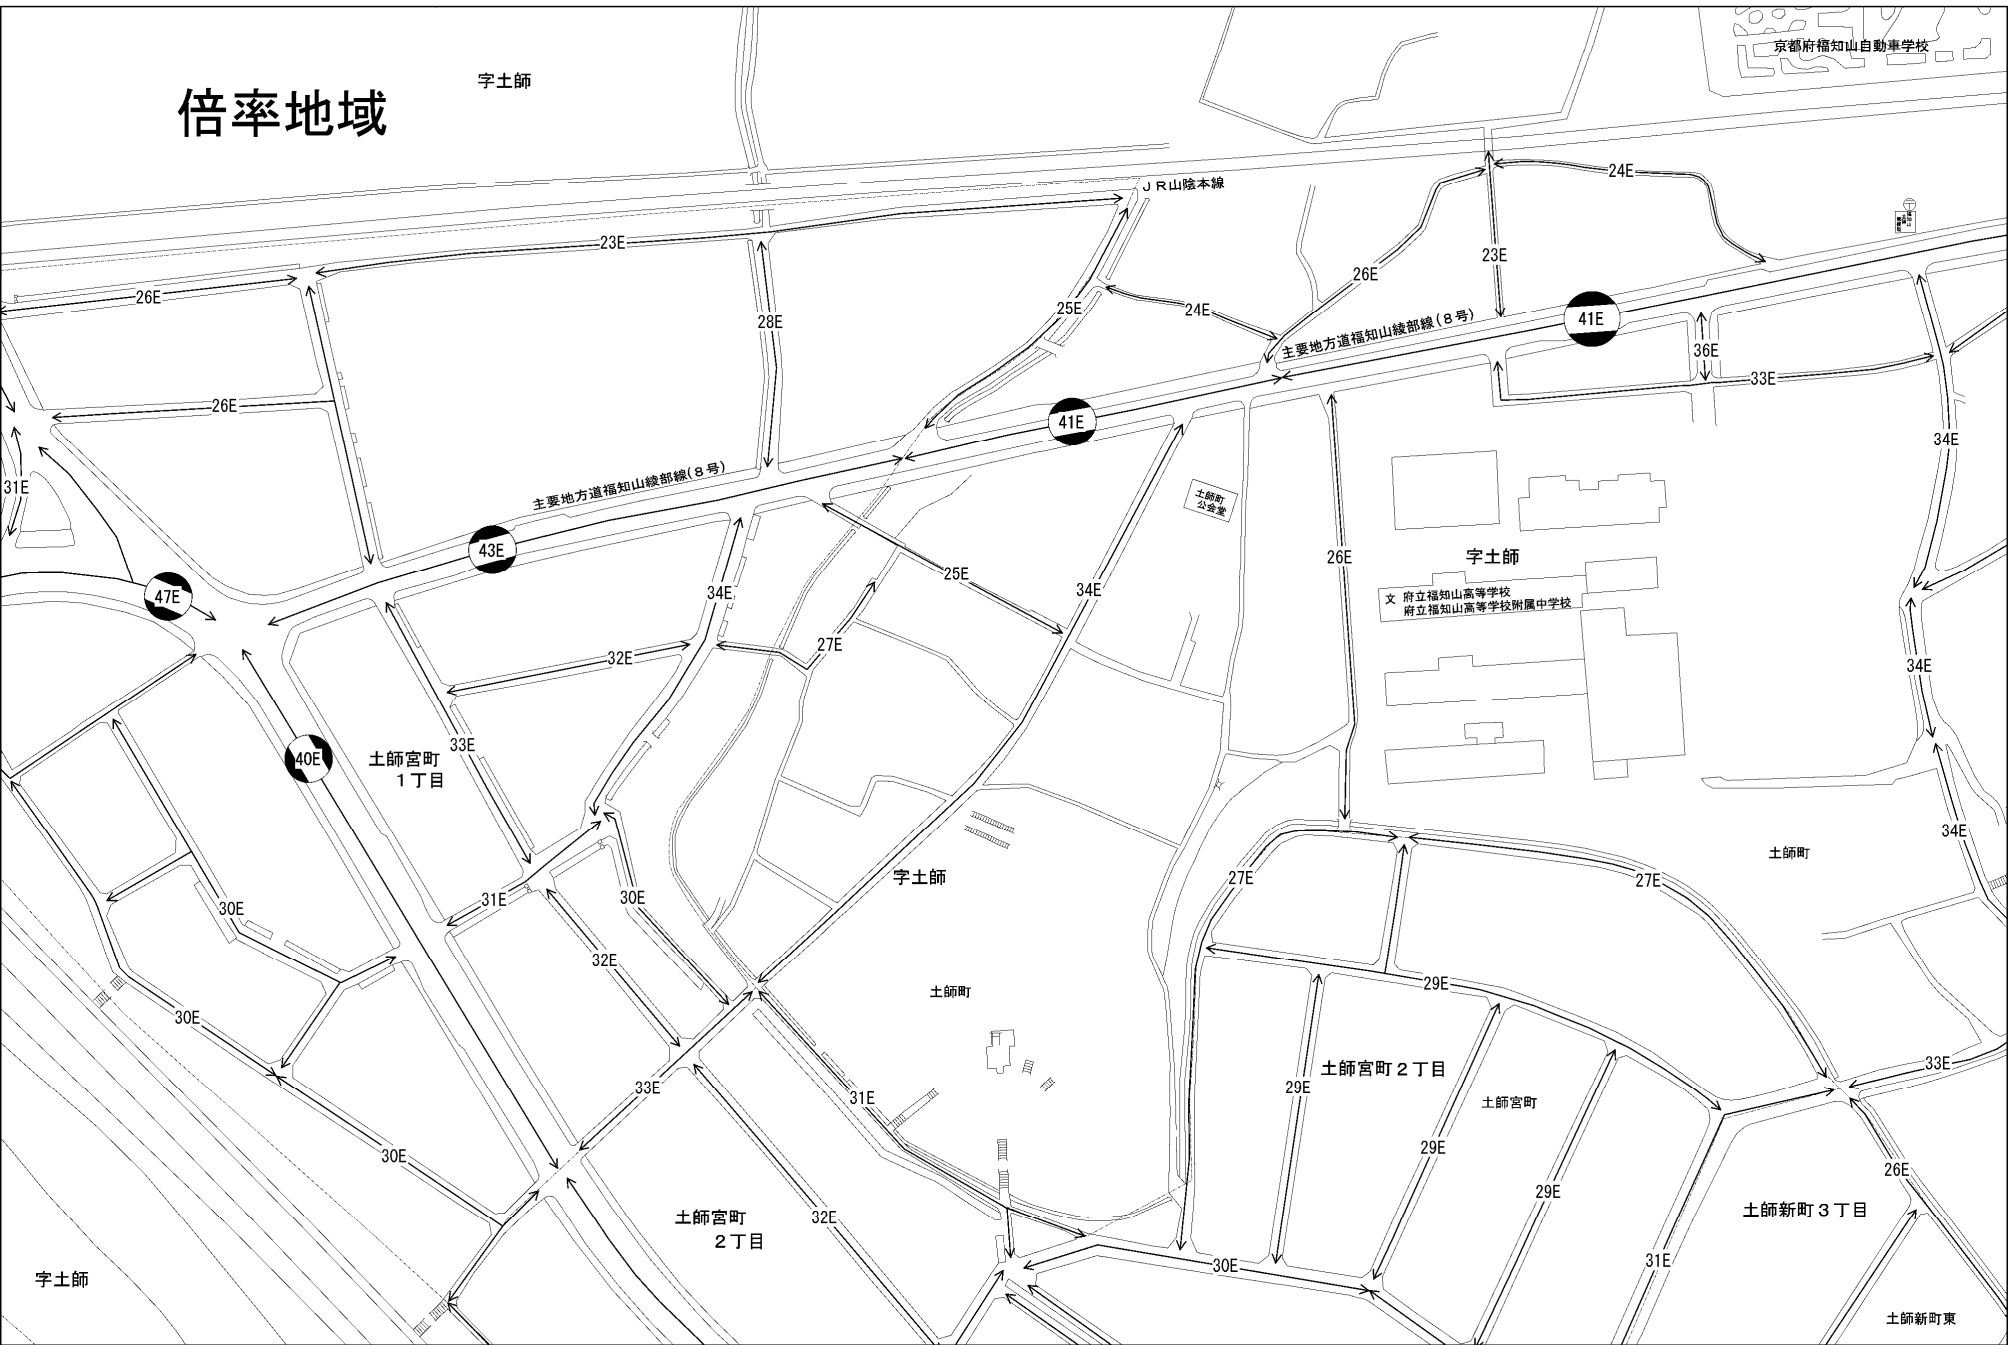 京都府福知山自動車学校
字土師
倍率地域
24E
ＪＲ山陰本線
23E
23E
26E
26E
25E
24E
28E
41E
主要地方道福知山綾部線(８号)
36E
33E
26E
41E
34E
主要地方道福知山綾部線(８号)
31E
土師町
公会堂
43E
字土師
26E
25E
47E
34E
34E
文 府立福知山高等学校
府立福知山高等学校附属中学校
27E
32E
34E
33E
40E
土師宮町
１丁目
34E
土師町
字土師
27E
27E
31E
30E
30E
32E
29E
土師町
30E
33E
土師宮町２丁目
29E
33E
31E
土師宮町
29E
30E
26E
29E
土師新町３丁目
土師宮町
２丁目
32E
30E
31E
字土師
土師新町東